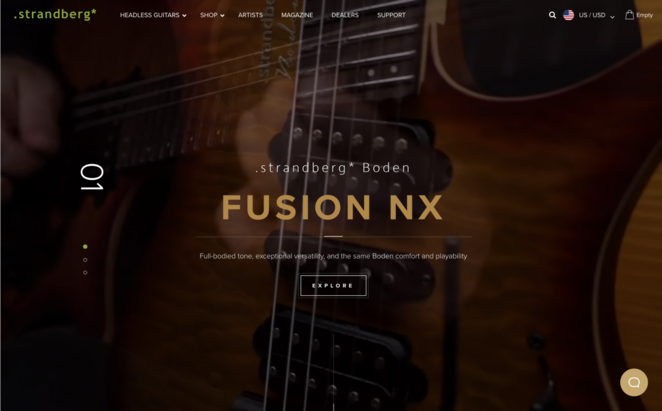 .strandberg*
HEADLESS GUITARS
SHOP
ARTISTS
MAGAZINE
DEALERS
SUPPORT
US / USD
Empty
01
.strandberg* Boden
FUSION NX
Full-bodied tone, exceptional versatility, and the same Boden comfort and playability
EXPLORE